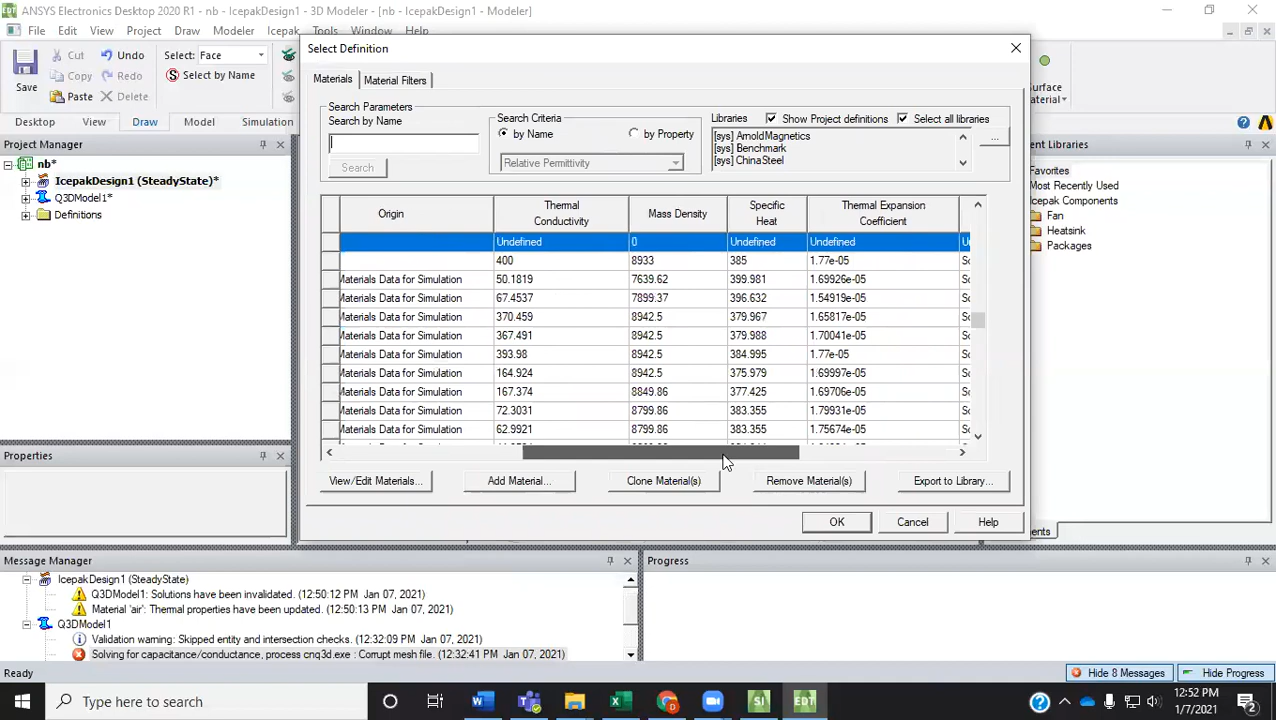 ANSYS Electronics Desktop 2020 R1 - nb - IcepakDesign1 - 3D Modeler - [nb - IcepakDesign1 - Modeler]
File Edit View Project Draw Modeler Icepak Tools Window Help
Save
Cut
Copy
Paste
Undo
Redo
Delete
Select: Face
Select by Name
Surface
Material
Desktop View Draw Model Simulation
Project Manager
nb*
IcepakDesign1 (SteadyState)*
Q3DModel1*
Definitions
Properties
Select Definition
Materials Material Filters
Search Parameters
Search by Name
Search
Search Criteria
by Name by Property
Relative Permittivity
Libraries Show Project definitions Select all libraries
[sys] ArnoldMagnetics
[sys] Benchmark
[sys] ChinaSteel
...
Origin Thermal Conductivity Mass Density Specific Heat Thermal Expansion Coefficient
Undefined 0 Undefined Undefined
400 8933 385 1.77e-05
Materials Data for Simulation 50.1819 7639.62 399.981 1.69926e-05
Materials Data for Simulation 67.4537 7899.37 396.632 1.54919e-05
Materials Data for Simulation 370.459 8942.5 379.967 1.65817e-05
Materials Data for Simulation 367.491 8942.5 379.988 1.70041e-05
Materials Data for Simulation 393.98 8942.5 384.995 1.77e-05
Materials Data for Simulation 164.924 8942.5 375.979 1.69997e-05
Materials Data for Simulation 167.374 8849.86 377.425 1.69706e-05
Materials Data for Simulation 72.3031 8799.86 383.355 1.79931e-05
Materials Data for Simulation 62.9921 8799.86 383.355 1.75674e-05
View/Edit Materials... Add Material... Clone Material(s) Remove Material(s) Export to Library...
OK Cancel Help
ent Libraries
Favorites
Most Recently Used
Icepak Components
Fan
Heatsink
Packages
Message Manager
IcepakDesign1 (SteadyState)
Q3DModel1: Solutions have been invalidated. (12:50:12 PM Jan 07, 2021)
Material 'air': Thermal properties have been updated. (12:50:13 PM Jan 07, 2021)
Q3DModel1
Validation warning: Skipped entity and intersection checks. (12:32:09 PM Jan 07, 2021)
Solving for capacitance/conductance, process cnq3d.exe : Corrupt mesh file. (12:32:41 PM Jan 07, 2021)
Progress
Ready
Hide 8 Messages Hide Progress
Type here to search
12:52 PM
1/7/2021